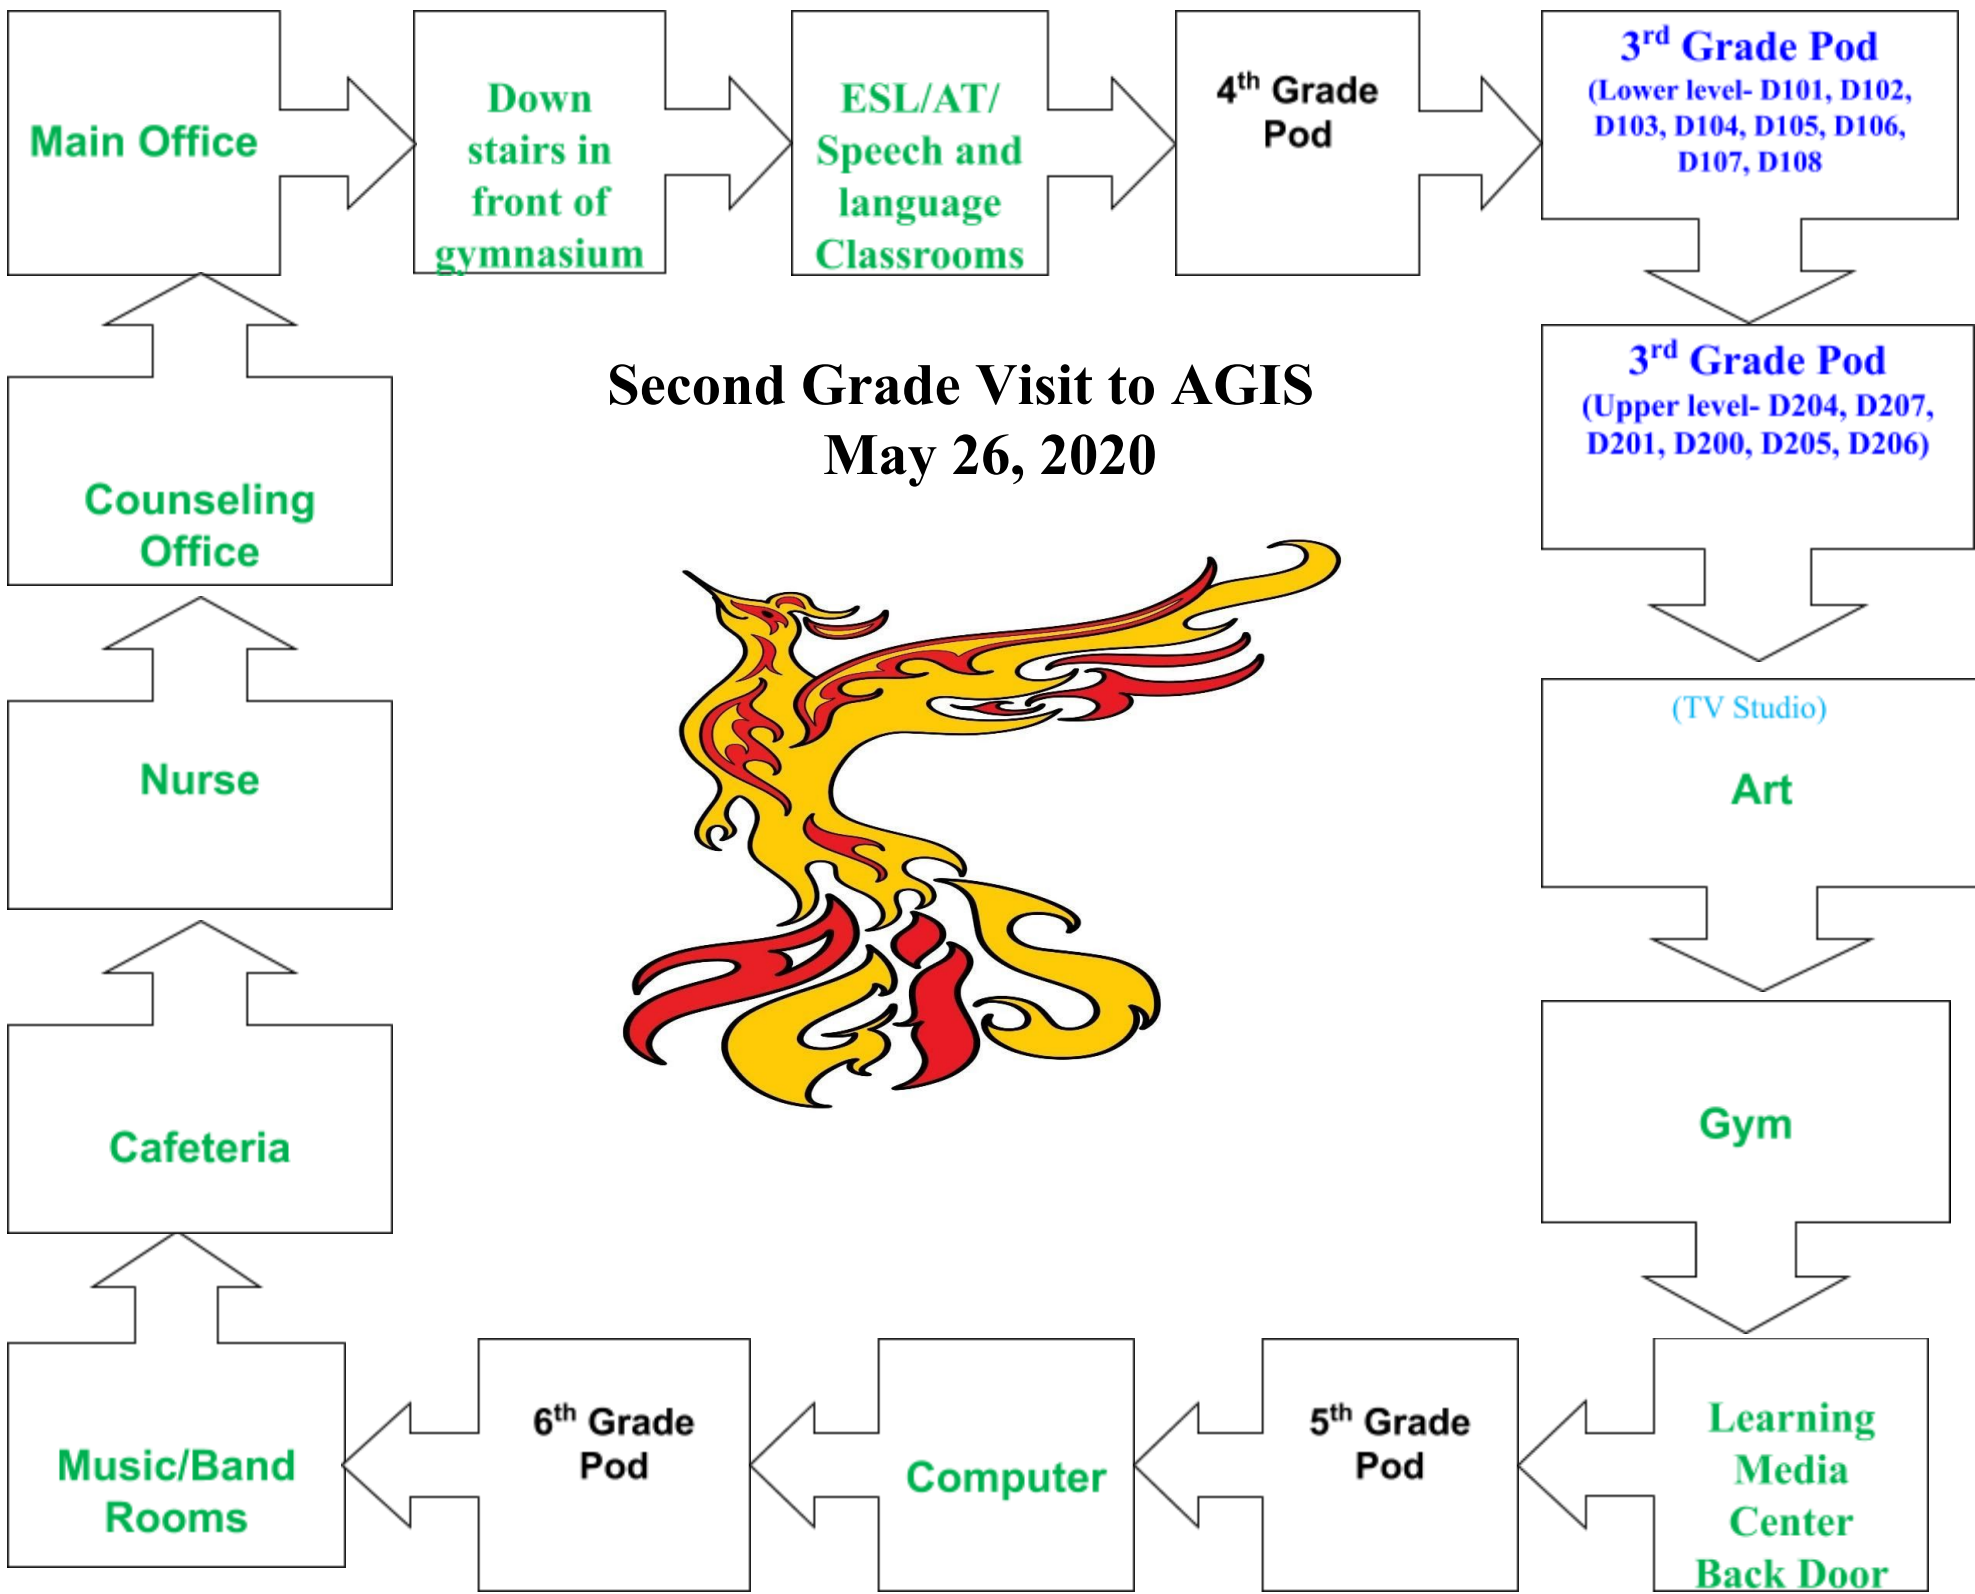 Main Office
Down
stairs in
front of
gymnasium
ESL/AT/
Speech and
language
Classrooms
4th Grade
Pod
3rd Grade Pod
(Lower level- D101, D102,
D103, D104, D105, D106,
D107, D108
3rd Grade Pod
(Upper level- D204, D207,
D201, D200, D205, D206)
Second Grade Visit to AGIS
May 26, 2020
(TV Studio)
Art
Gym
Learning
Media
Center
Back Door
5th Grade
Pod
Computer
6th Grade
Pod
Music/Band
Rooms
Cafeteria
Nurse
Counseling
Office